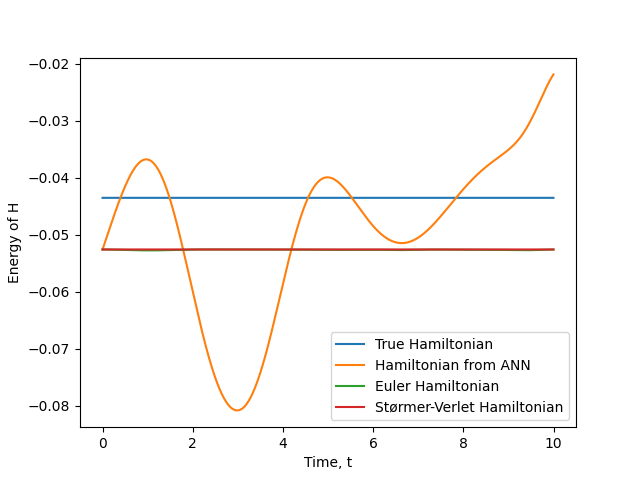 −0.02
−0.03
−0.04
−0.05
−0.06
−0.07
−0.08
Energy of H
0 2 4 6 8 10
Time, t
True Hamiltonian
Hamiltonian from ANN
Euler Hamiltonian
Størmer-Verlet Hamiltonian